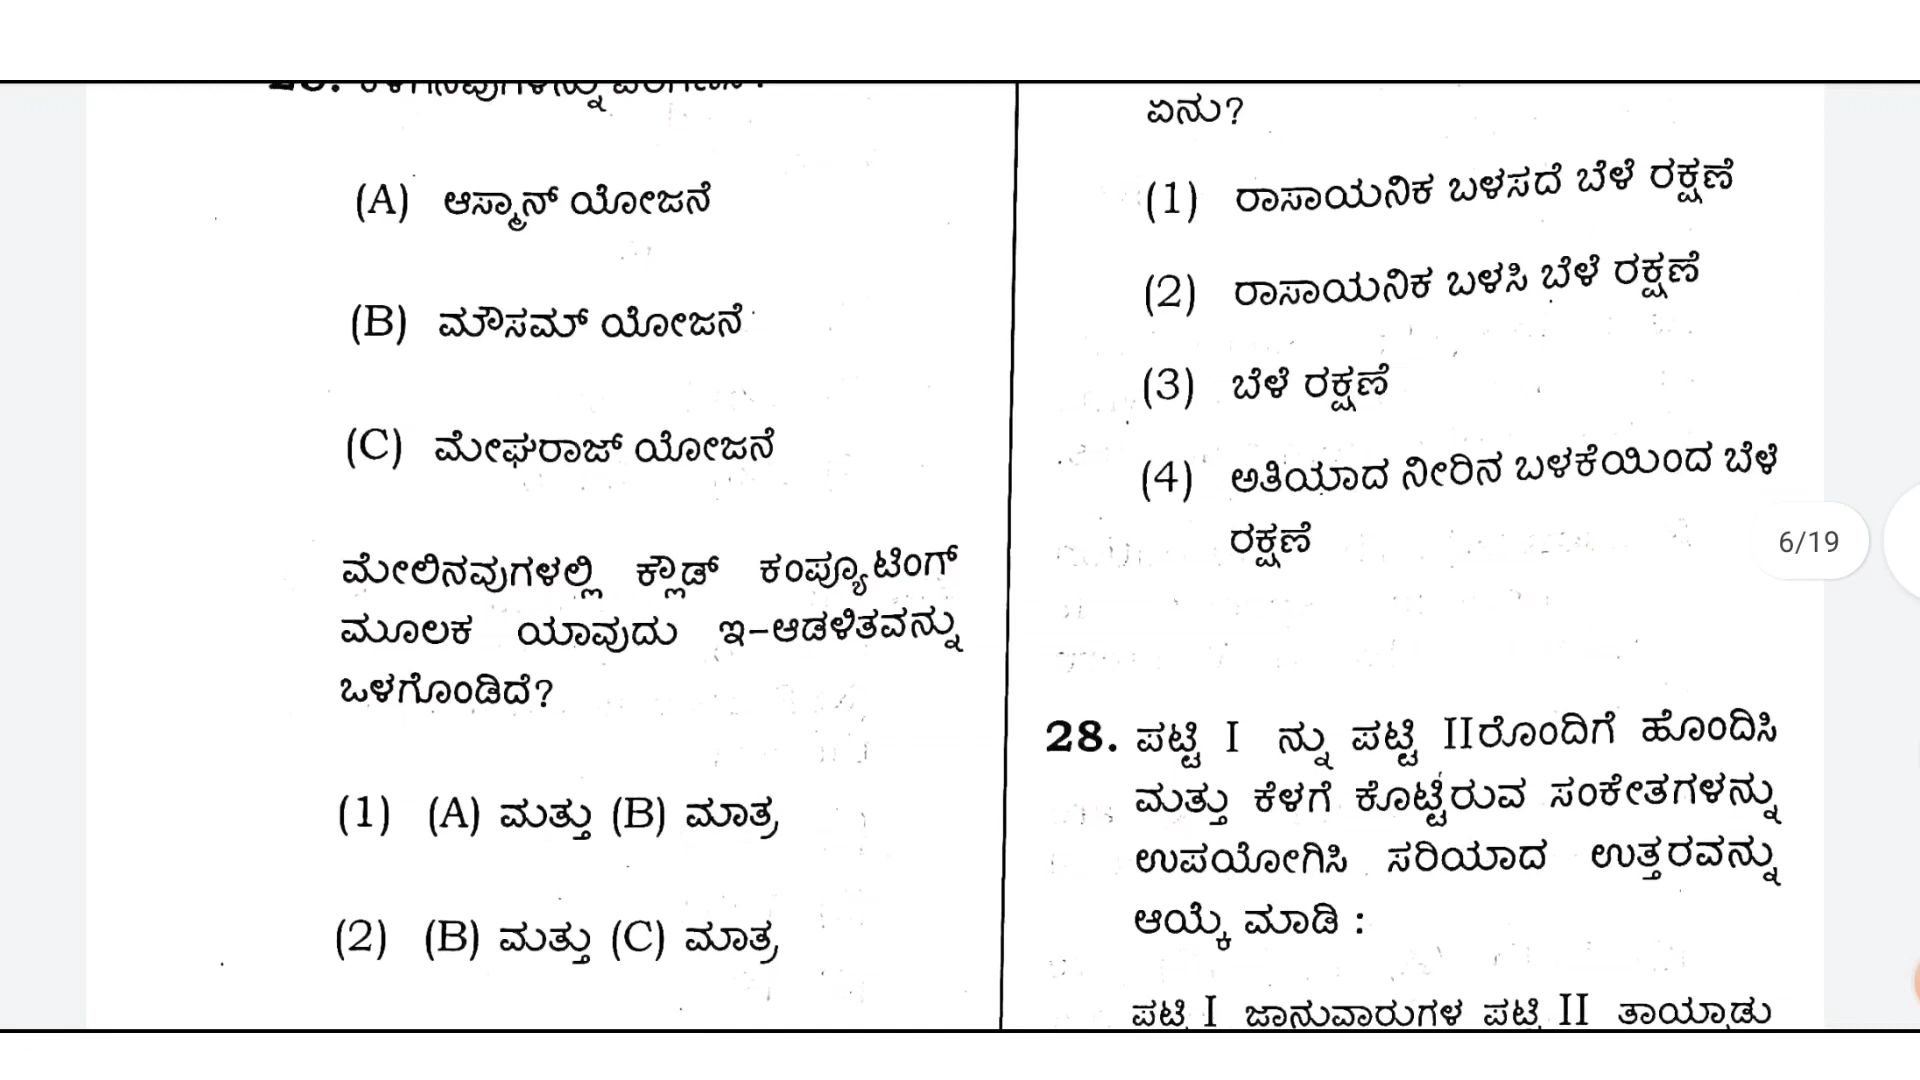 (A) ಆಸ್ಮಾನ್ ಯೋಜನೆ
(B) ಮೌಸಮ್ ಯೋಜನೆ
(C) ಮೇಘರಾಜ್ ಯೋಜನೆ
ಮೇಲಿನವುಗಳಲ್ಲಿ ಕ್ಲೌಡ್ ಕಂಪ್ಯೂಟಿಂಗ್
ಮೂಲಕ ಯಾವುದು ಇ-ಆಡಳಿತವನ್ನು
ಒಳಗೊಂಡಿದೆ?
(1) (A) ಮತ್ತು (B) ಮಾತ್ರ
(2) (B) ಮತ್ತು (C) ಮಾತ್ರ
ಏನು?
(1) ರಾಸಾಯನಿಕ ಬಳಸದೆ ಬೆಳೆ ರಕ್ಷಣೆ
(2) ರಾಸಾಯನಿಕ ಬಳಸಿ ಬೆಳೆ ರಕ್ಷಣೆ
(3) ಬೆಳೆ ರಕ್ಷಣೆ
(4) ಅತಿಯಾದ ನೀರಿನ ಬಳಕೆಯಿಂದ ಬೆಳೆ
ರಕ್ಷಣೆ
6/19
28. ಪಟ್ಟಿ I ನ್ನು ಪಟ್ಟಿ IIರೊಂದಿಗೆ ಹೊಂದಿಸಿ
ಮತ್ತು ಕೆಳಗೆ ಕೊಟ್ಟಿರುವ ಸಂಕೇತಗಳನ್ನು
ಉಪಯೋಗಿಸಿ ಸರಿಯಾದ ಉತ್ತರವನ್ನು
ಆಯ್ಕೆ ಮಾಡಿ :
ಪಟ್ಟಿ I ಜಾನುವಾರುಗಳ ಪಟ್ಟಿ II ತಾಯ್ನಾಡು